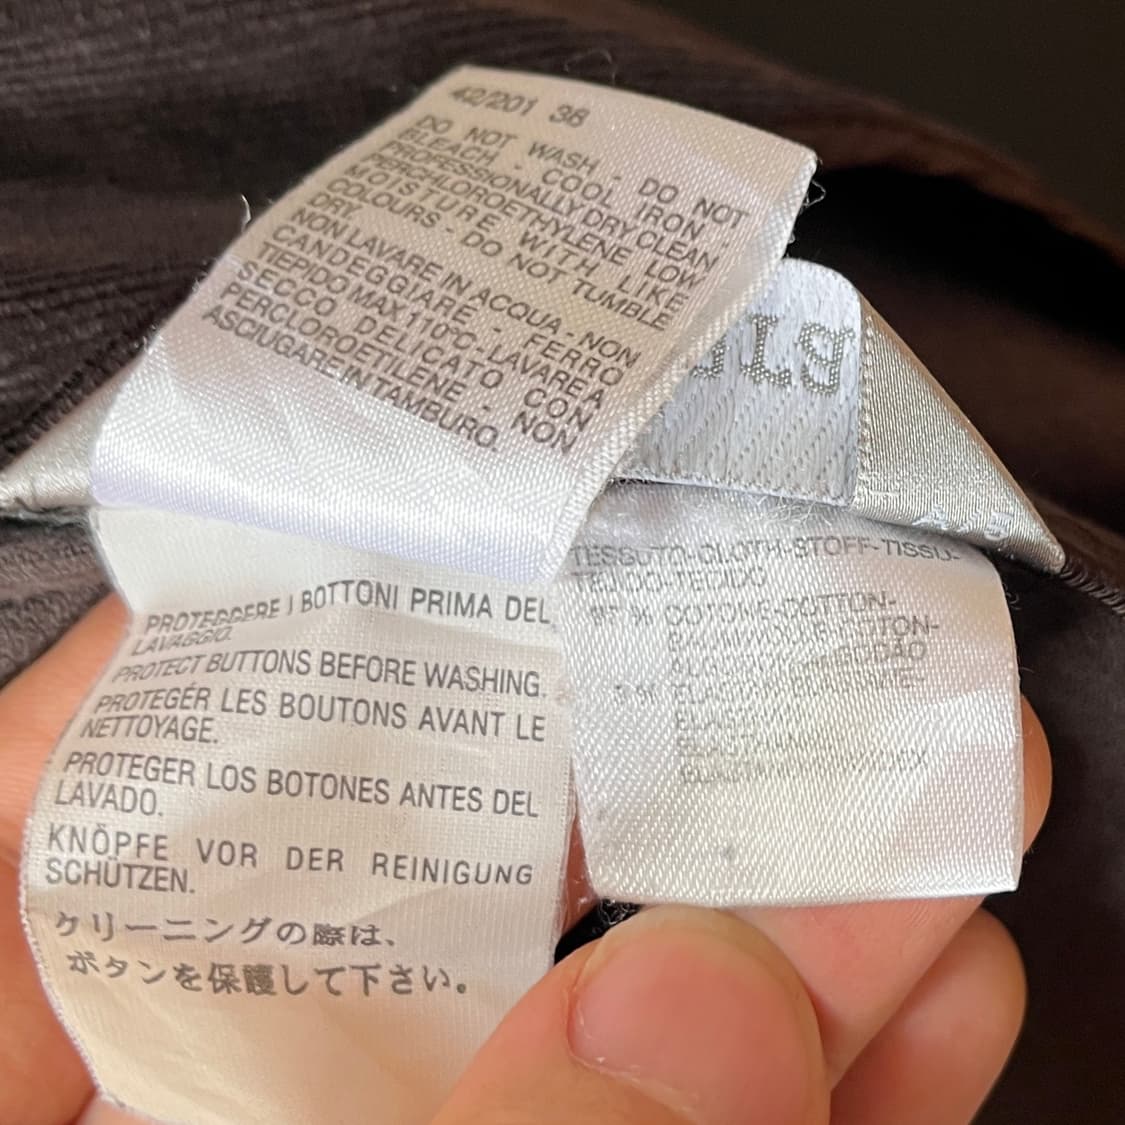 42/201 38
DO NOT WASH - DO NOT
BLEACH - COOL IRON -
PROFESSIONALLY DRY CLEAN
PERCHLOROETHYLENE LOW
MOISTURE WITH LIKE
COLOURS - DO NOT TUMBLE
DRY.
NON LAVARE IN ACQUA - NON
CANDEGGIARE - FERRO
TIEPIDO MAX 110ºC - LAVARE A
SECCO DELICATO CON
PERCLOROETILENE - NON
ASCIUGARE IN TAMBURO.
TESSUTO-CLOTH-STOFF-TISSU-
TECIDO-TEJIDO
97 % COTONE-COTTON-
ELASTAN
PROTEGGERE I BOTTONI PRIMA DEL
LAVAGGIO.
PROTECT BUTTONS BEFORE WASHING.
PROTEGÉR LES BOUTONS AVANT LE
NETTOYAGE.
PROTEGER LOS BOTONES ANTES DEL
LAVADO.
KNÖPFE VOR DER REINIGUNG
SCHÜTZEN.
クリーニングの際は、
ボタンを保護して下さい。